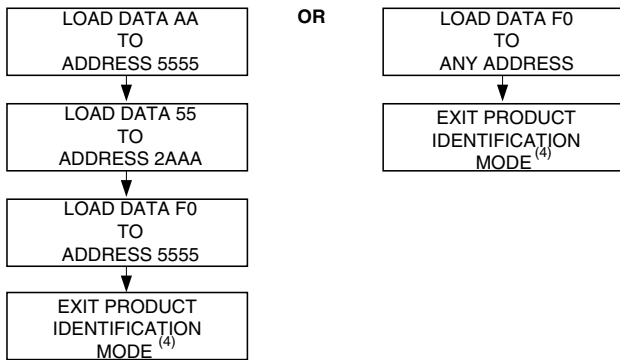 LOAD DATA AA
TO
ADDRESS 5555
LOAD DATA 55
TO
ADDRESS 2AAA
LOAD DATA F0
TO
ADDRESS 5555
EXIT PRODUCT
IDENTIFICATION
MODE (4)
OR
LOAD DATA F0
TO
ANY ADDRESS
EXIT PRODUCT
IDENTIFICATION
MODE (4)